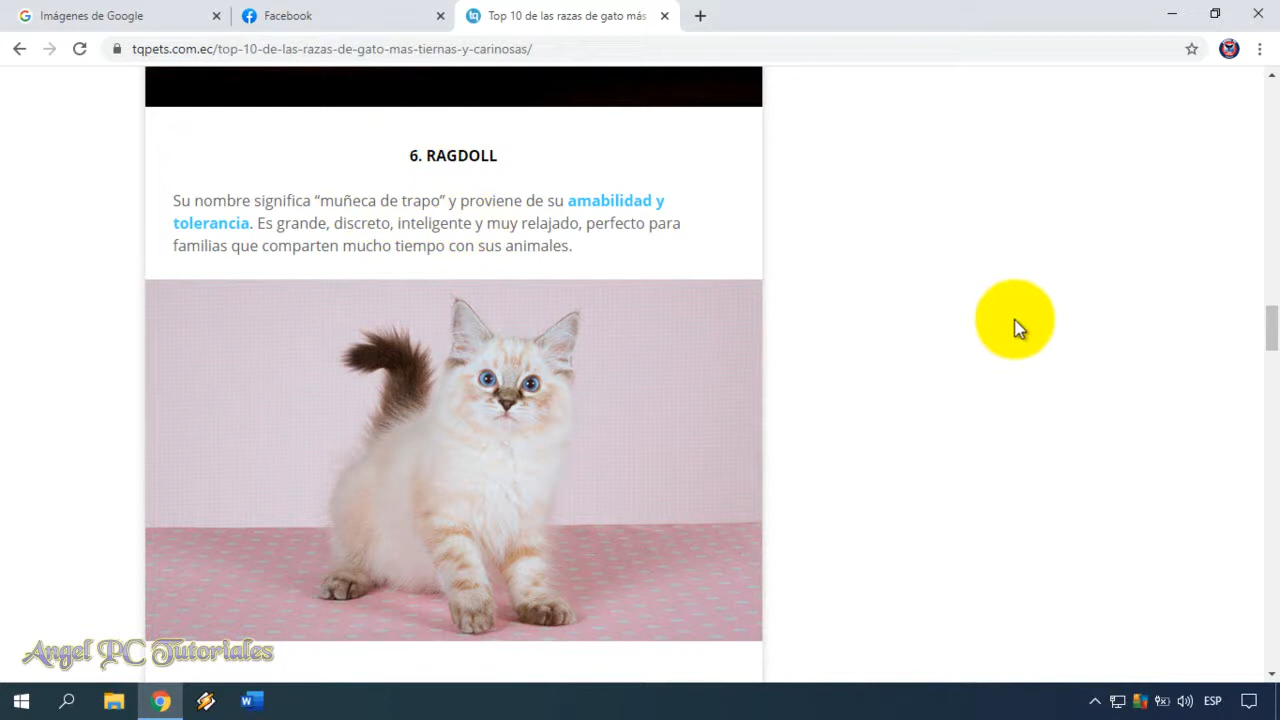 Imágenes de Google
Facebook
Top 10 de las razas de gato más
tqpets.com.ec/top-10-de-las-razas-de-gato-mas-tiernas-y-carinosas/
6. RAGDOLL
Su nombre significa “muñeca de trapo” y proviene de su amabilidad y
tolerancia. Es grande, discreto, inteligente y muy relajado, perfecto para
familias que comparten mucho tiempo con sus animales.
Angel PC Tutoriales
ESP